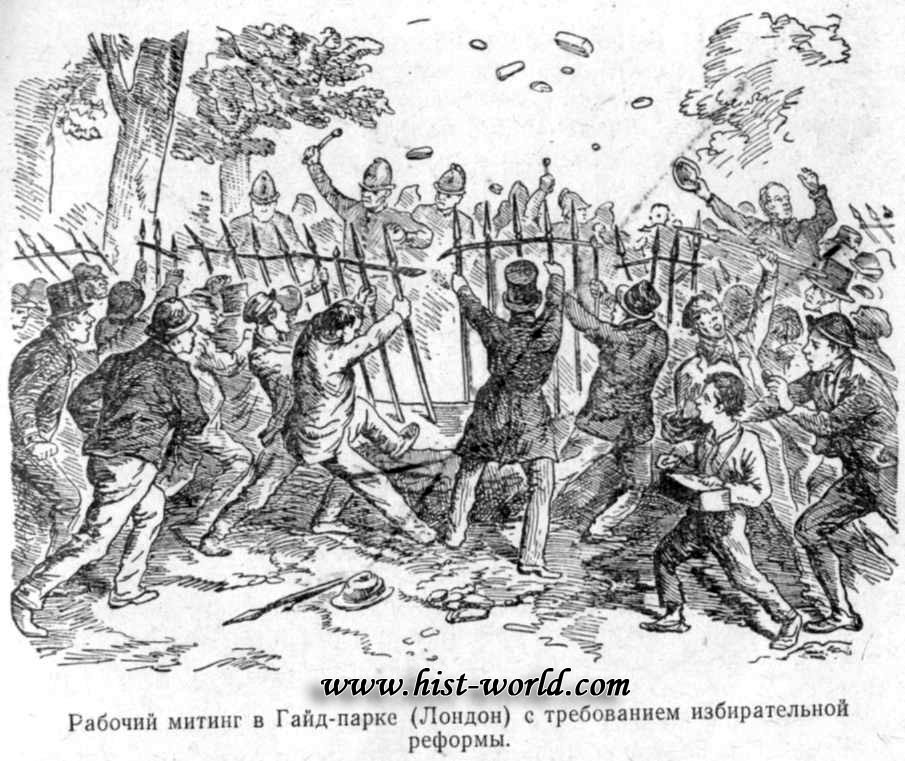 www.hist-world.com
Рабочий митинг в Гайд-парке (Лондон) с требованием избирательной
реформы.